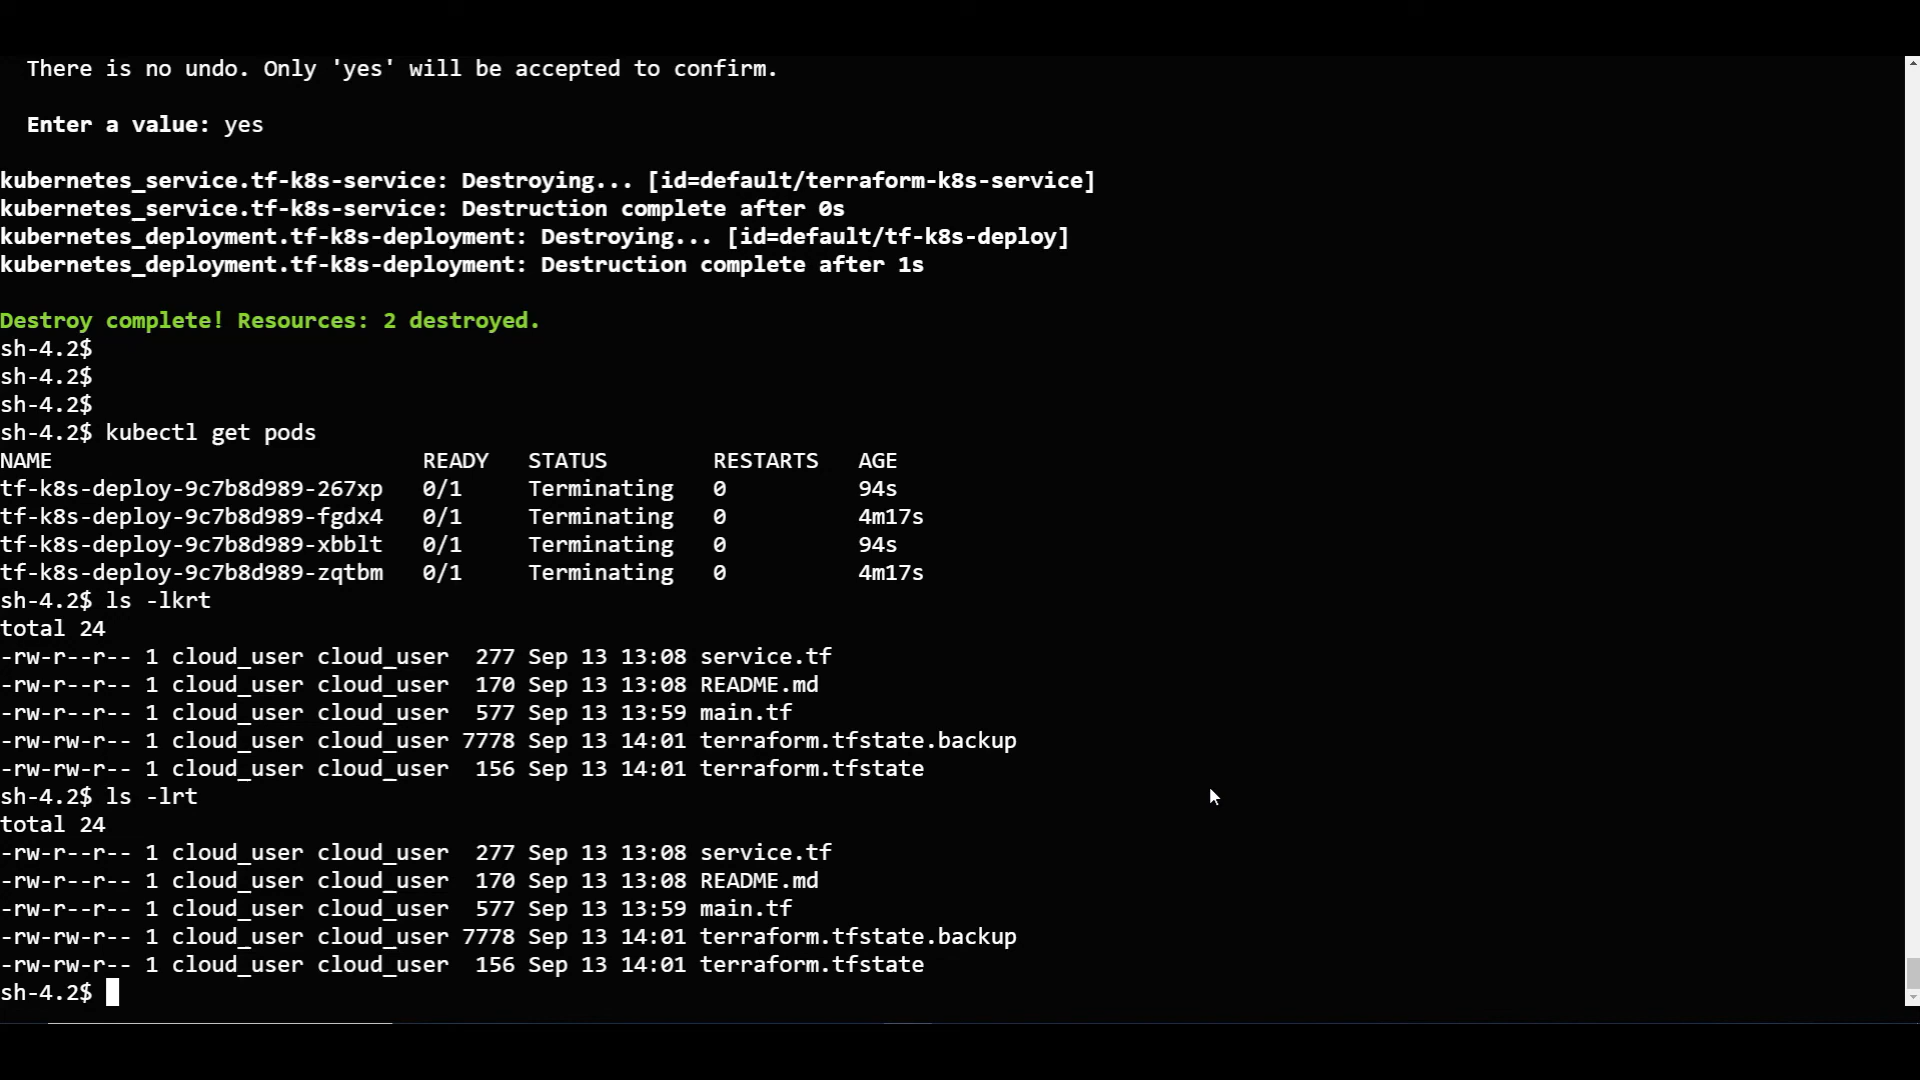 There is no undo. Only 'yes' will be accepted to confirm.
Enter a value: yes
kubernetes_service.tf-k8s-service: Destroying... [id=default/terraform-k8s-service]
kubernetes_service.tf-k8s-service: Destruction complete after 0s
kubernetes_deployment.tf-k8s-deployment: Destroying... [id=default/tf-k8s-deploy]
kubernetes_deployment.tf-k8s-deployment: Destruction complete after 1s
Destroy complete! Resources: 2 destroyed.
sh-4.2$
sh-4.2$
sh-4.2$
sh-4.2$ kubectl get pods
NAME                            READY   STATUS        RESTARTS   AGE
tf-k8s-deploy-9c7b8d989-267xp   0/1     Terminating   0          94s
tf-k8s-deploy-9c7b8d989-fgdx4   0/1     Terminating   0          4m17s
tf-k8s-deploy-9c7b8d989-xbblt   0/1     Terminating   0          94s
tf-k8s-deploy-9c7b8d989-zqtbm   0/1     Terminating   0          4m17s
sh-4.2$ ls -lkrt
total 24
-rw-r--r-- 1 cloud_user cloud_user  277 Sep 13 13:08 service.tf
-rw-r--r-- 1 cloud_user cloud_user  170 Sep 13 13:08 README.md
-rw-r--r-- 1 cloud_user cloud_user  577 Sep 13 13:59 main.tf
-rw-rw-r-- 1 cloud_user cloud_user 7778 Sep 13 14:01 terraform.tfstate.backup
-rw-rw-r-- 1 cloud_user cloud_user  156 Sep 13 14:01 terraform.tfstate
sh-4.2$ ls -lrt
total 24
-rw-r--r-- 1 cloud_user cloud_user  277 Sep 13 13:08 service.tf
-rw-r--r-- 1 cloud_user cloud_user  170 Sep 13 13:08 README.md
-rw-r--r-- 1 cloud_user cloud_user  577 Sep 13 13:59 main.tf
-rw-rw-r-- 1 cloud_user cloud_user 7778 Sep 13 14:01 terraform.tfstate.backup
-rw-rw-r-- 1 cloud_user cloud_user  156 Sep 13 14:01 terraform.tfstate
sh-4.2$